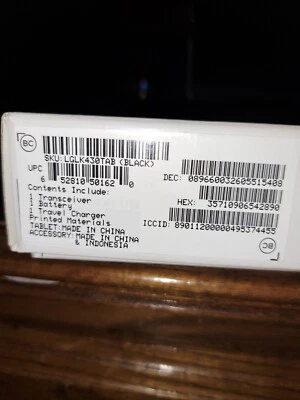 BC
SKU:LGLK430TAB (BLACK)
UPC
6 52810 50162 0
DEC: 089660032605515408
Contents Include:
1 Transceiver
1 Battery
1 Travel Charger
Printed Materials
HEX: 35710906542890
TABLET:MADE IN CHINA
ACCESSORY:MADE IN CHINA
& INDONESIA
ICCID: 89011200000495374455
BC